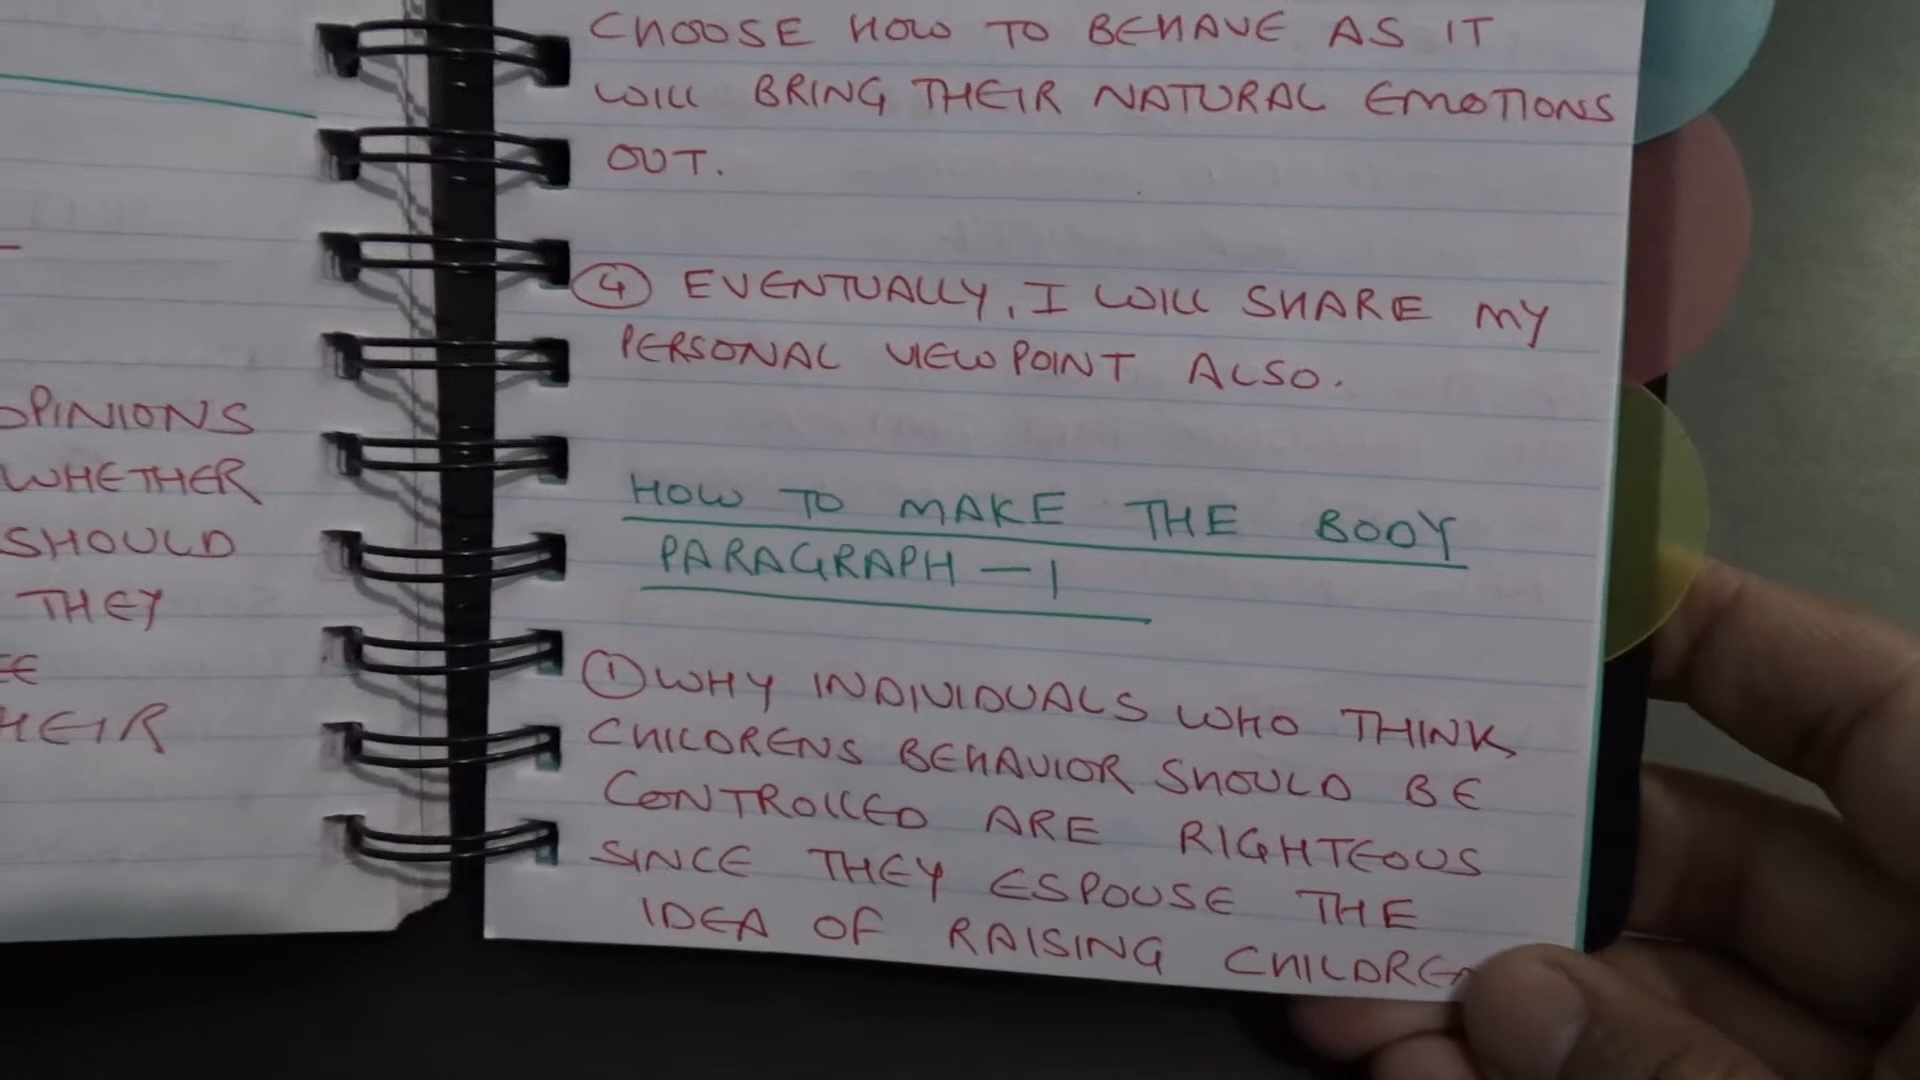 OPINIONS
WHETHER
SHOULD
THEY
HEIR
CHOOSE HOW TO BEHAVE AS IT
WILL BRING THEIR NATURAL EMOTIONS
OUT.
④ EVENTUALLY, I WILL SHARE MY
PERSONAL VIEWPOINT ALSO.
HOW TO MAKE THE BODY
PARAGRAPH - 1
① WHY INDIVIDUALS WHO THINK
CHILDRENS BEHAVIOR SHOULD BE
CONTROLLED ARE RIGHTEOUS
SINCE THEY ESPOUSE THE
IDEA OF RAISING CHILDREN